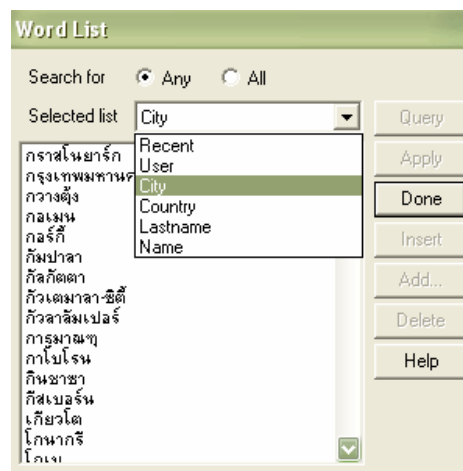 Word List
Search for Any All
Selected list City
Query
Recent
User
City
Country
Lastname
Name
Apply
Done
Insert
Add...
Delete
Help
กราสโนยาร์ก
กรุงเทพมหานค
กวางตุ้ง
กอเมน
กอร์กี้
กัมปาลา
กัลกัตตา
กัวเตมาลา-ซิตี้
กัวลาลัมเปอร์
กาฐมาณฑุ
กาโบโรน
กินชาซา
กีสเบอร์น
เกียวโต
โกนากรี
โกเบ